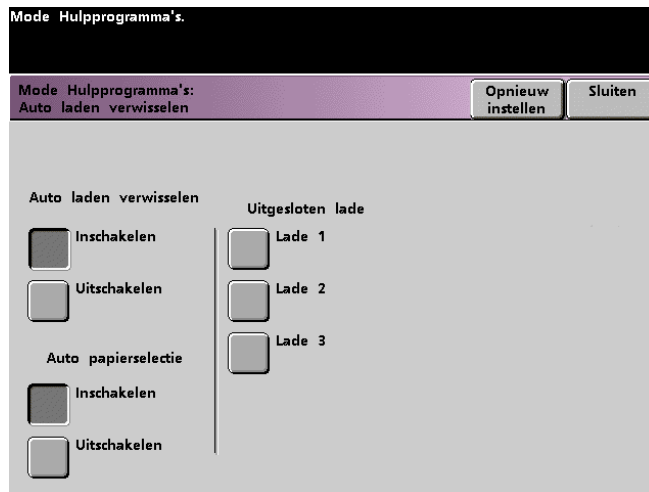 Mode Hulpprogramma's.
Mode Hulpprogramma's:
Auto laden verwisselen
Opnieuw
instellen
Sluiten
Auto laden verwisselen
Inschakelen
Uitschakelen
Auto papierselectie
Inschakelen
Uitschakelen
Uitgesloten lade
Lade 1
Lade 2
Lade 3